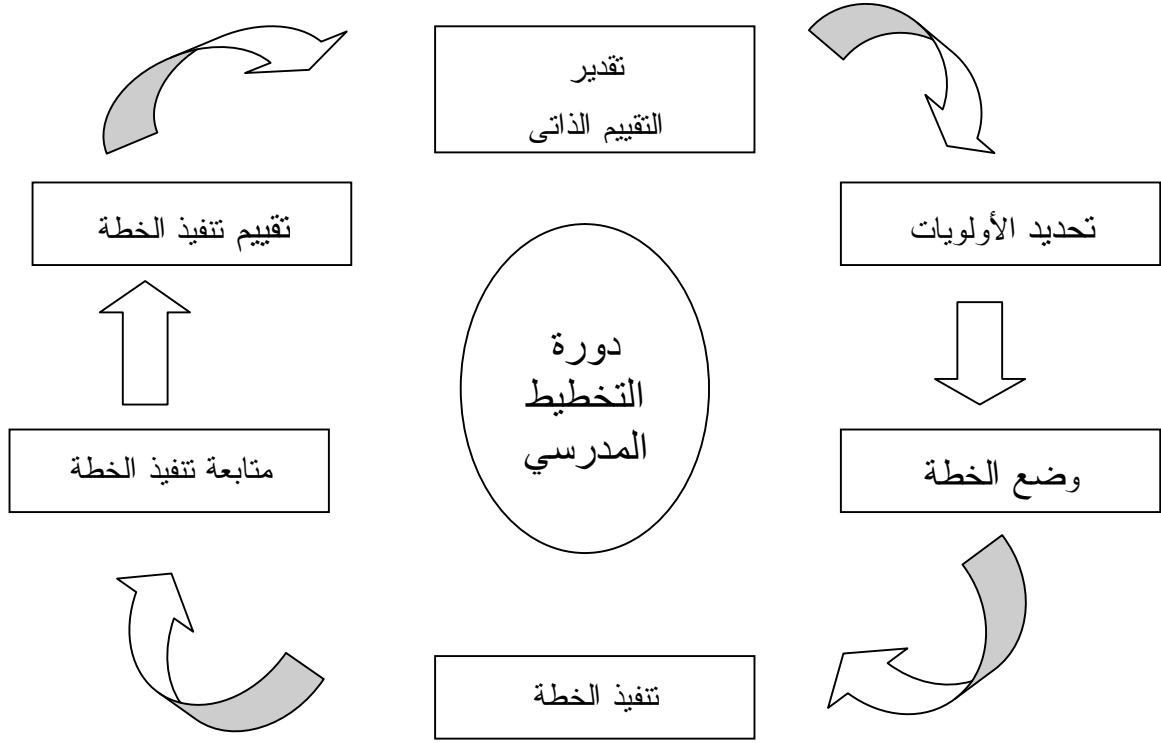 تقدير
التقييم الذاتى
تحديد الأولويات
تقييم تنفيذ الخطة
دورة
التخطيط
المدرسي
وضع الخطة
متابعة تنفيذ الخطة
تنفيذ الخطة